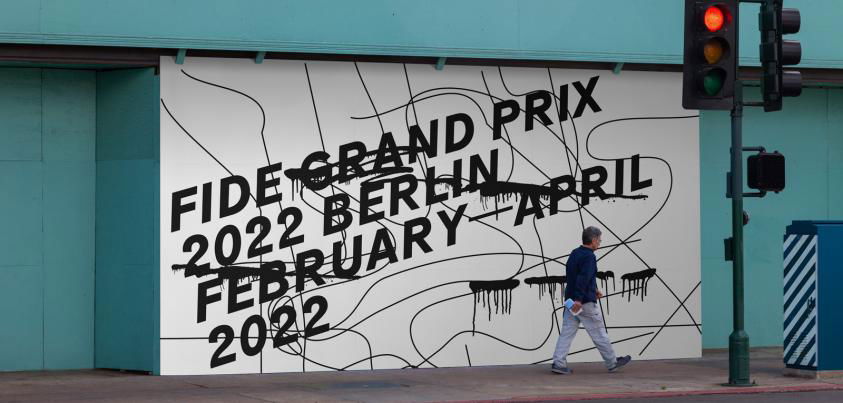 FIDE GRAND PRIX
2022 BERLIN
FEBRUARY—APRIL
2022